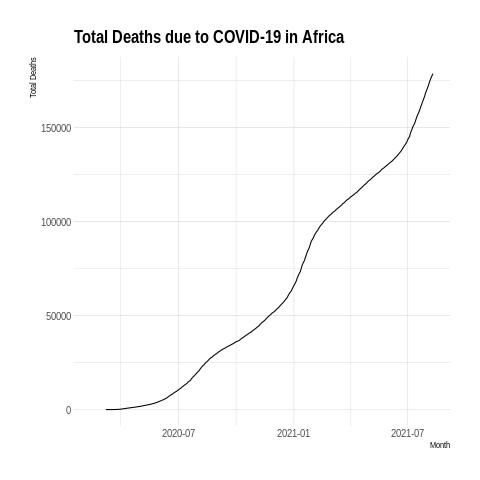 Total Deaths due to COVID-19 in Africa
Total Deaths
150000
100000
50000
0
2020-07 2021-01 2021-07
Month